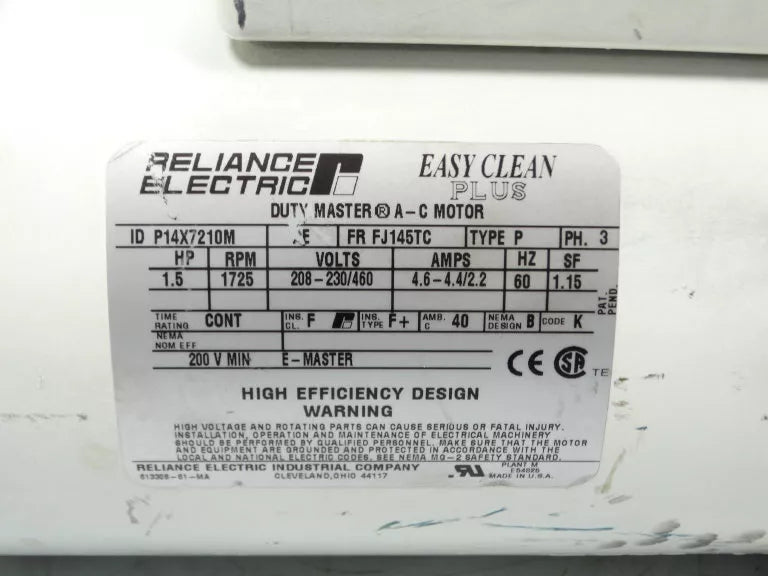 RELIANCE
ELECTRIC
EASY CLEAN
PLUS
DUTY MASTER® A-C MOTOR
ID P14X7210M FR FJ145TC TYPE P PH. 3
HP RPM VOLTS AMPS HZ SF
1.5 1725 208-230/460 4.6-4.4/2.2 60 1.15
PAT. PEND.
TIME RATING CONT INS. CL. F INS. TYPE F+ AMB. C 40 NEMA DESIGN B CODE K
NEMA NOM EFF
200 V MIN E-MASTER
CE SA TE
HIGH EFFICIENCY DESIGN
WARNING
HIGH VOLTAGE AND ROTATING PARTS CAN CAUSE SERIOUS OR FATAL INJURY.
INSTALLATION, OPERATION AND MAINTENANCE OF ELECTRICAL MACHINERY
SHOULD BE PERFORMED BY QUALIFIED PERSONNEL. MAKE SURE THAT THE MOTOR
AND EQUIPMENT ARE GROUNDED AND PROTECTED IN ACCORDANCE WITH THE
LOCAL AND NATIONAL ELECTRIC CODES. SEE NEMA MG-2 SAFETY STANDARD.
RELIANCE ELECTRIC INDUSTRIAL COMPANY
CLEVELAND, OHIO 44117
PLANT M
MADE IN U.S.A.